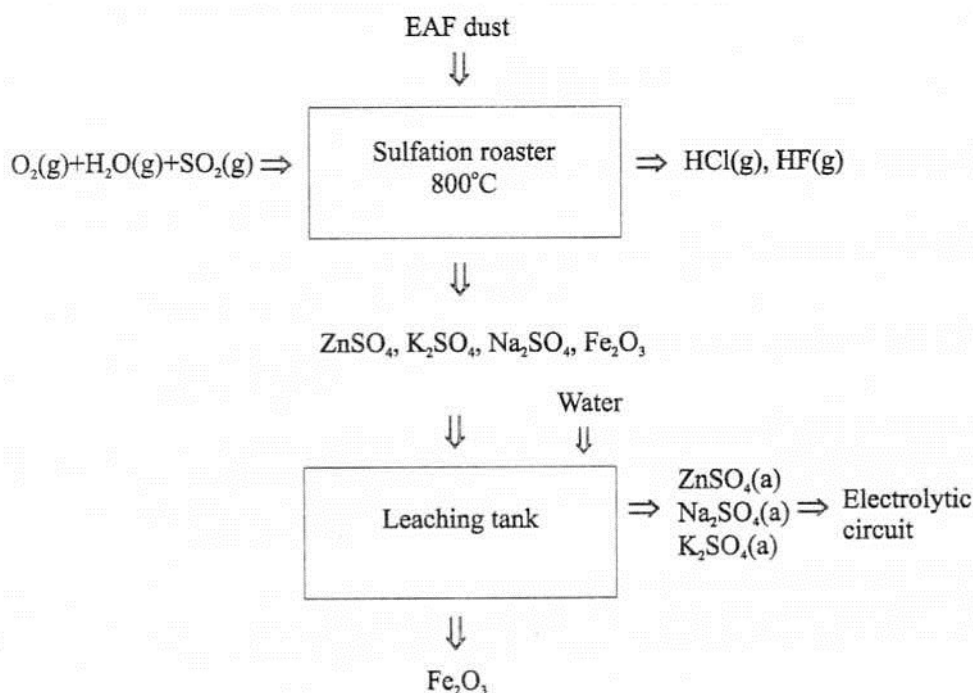 EAF dust
⇓
O₂(g)+H₂O(g)+SO₂(g) ⇒
Sulfation roaster
800°C
⇒ HCl(g), HF(g)
⇓
ZnSO₄, K₂SO₄, Na₂SO₄, Fe₂O₃
Water
⇓ ⇓
Leaching tank
⇒
ZnSO₄(a)
Na₂SO₄(a)
K₂SO₄(a)
⇒ Electrolytic
circuit
⇓
Fe₂O₃